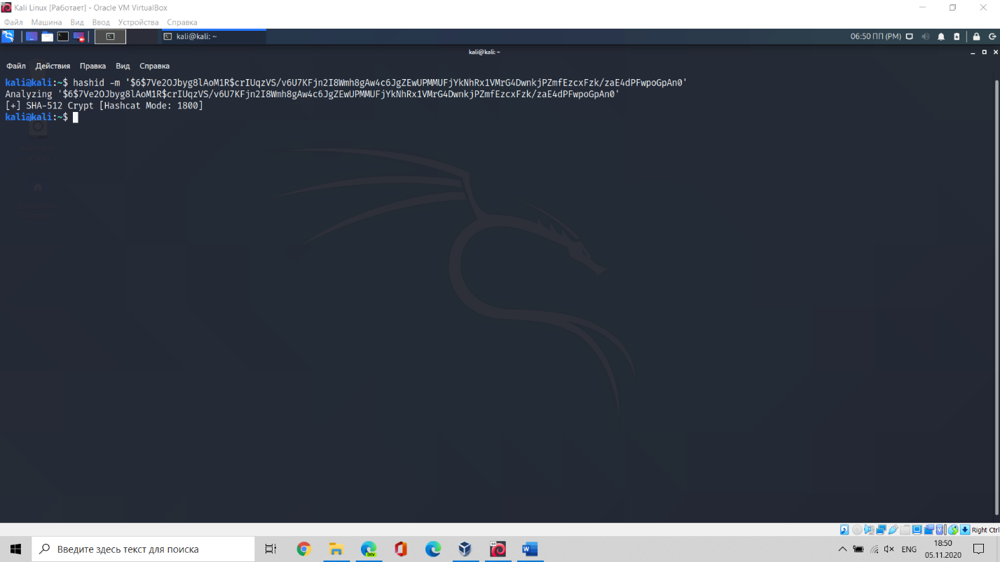 Kali Linux [Работает] - Oracle VM VirtualBox
Файл Машина Вид Ввод Устройства Справка
kali@kali: ~ 06:50 ПП (PM)
kali@kali: ~
Файл Действия Правка Вид Справка
kali@kali:~$ hashid -m '$6$7Ve2OJbyg8lAoM1R$crIUqzVS/v6U7KFjn2I8Wmh8gAw4c6JgZEwUPMMUFjYkNhRx1VMrG4DwnkjPZmfEzcxFzk/zaE4dPFwpoGpAn0'
Analyzing '$6$7Ve2OJbyg8lAoM1R$crIUqzVS/v6U7KFjn2I8Wmh8gAw4c6JgZEwUPMMUFjYkNhRx1VMrG4DwnkjPZmfEzcxFzk/zaE4dPFwpoGpAn0'
[+] SHA-512 Crypt [Hashcat Mode: 1800]
kali@kali:~$
Right Ctrl
Введите здесь текст для поиска DEV ENG 18:50
05.11.2020